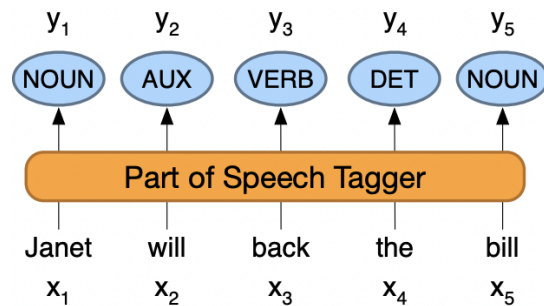 y₁ y₂ y₃ y₄ y₅
NOUN AUX VERB DET NOUN
Part of Speech Tagger
Janet will back the bill
x₁ x₂ x₃ x₄ x₅